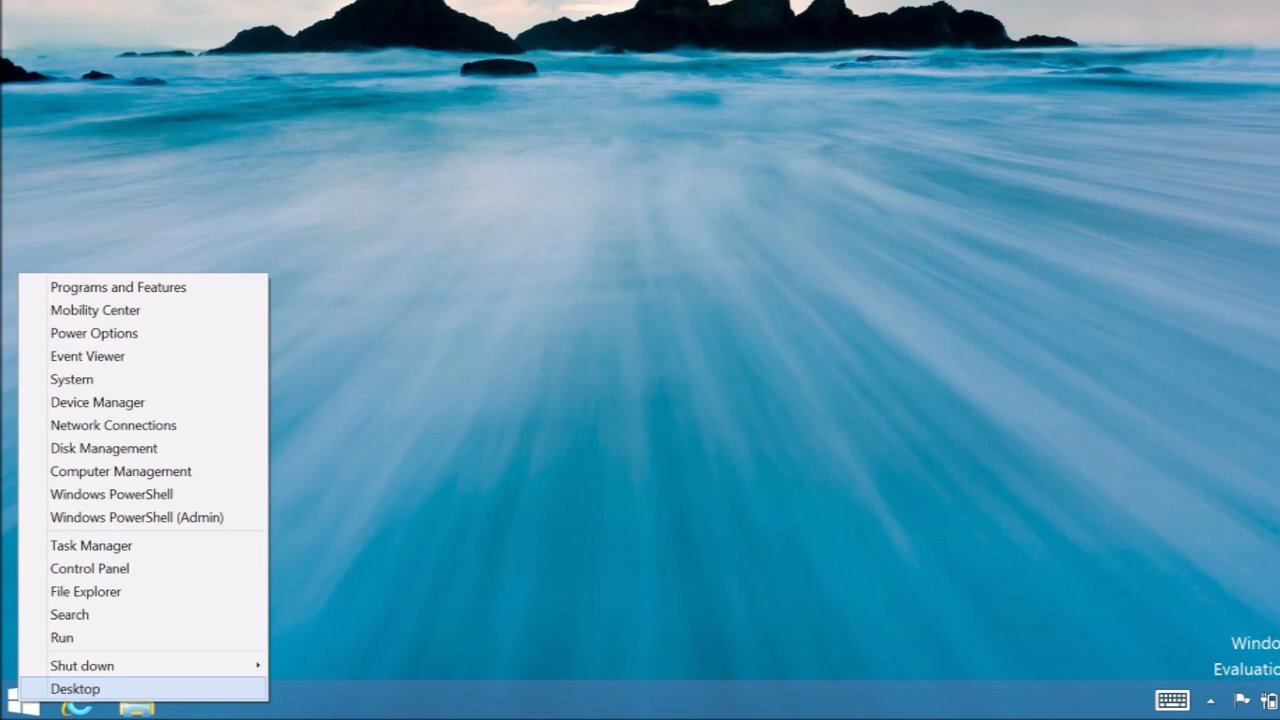 Programs and Features
Mobility Center
Power Options
Event Viewer
System
Device Manager
Network Connections
Disk Management
Computer Management
Windows PowerShell
Windows PowerShell (Admin)
Task Manager
Control Panel
File Explorer
Search
Run
Shut down
Desktop
Windo
Evaluatio